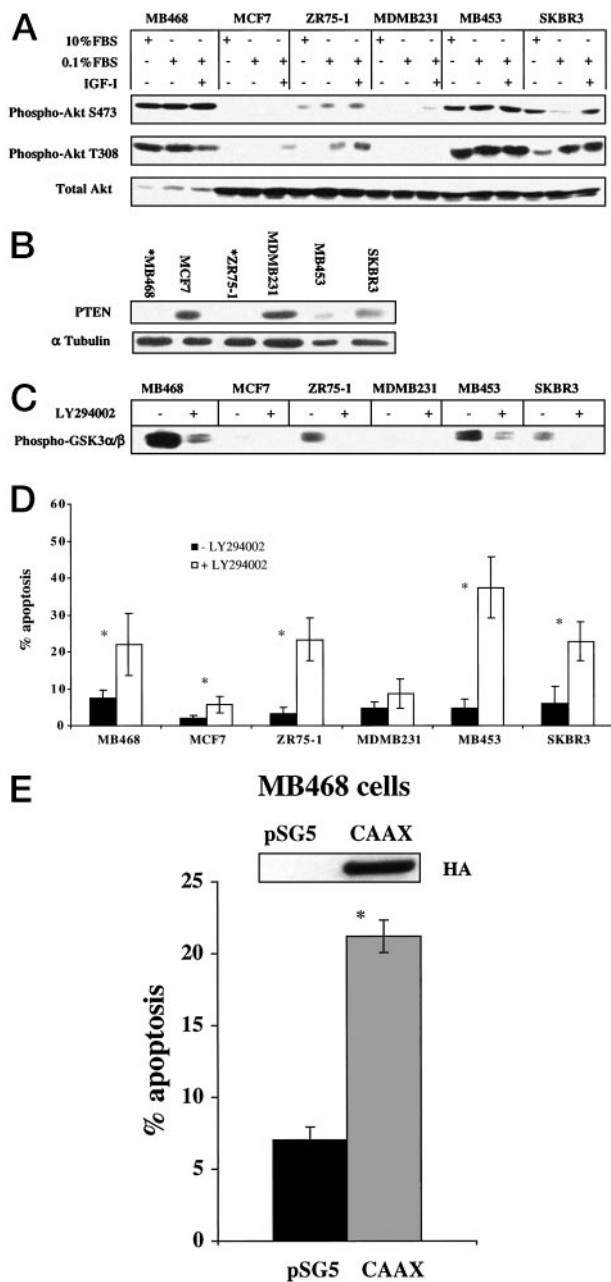 A
MB468 MCF7 ZR75-1 MDMB231 MB453 SKBR3
10%FBS + - - + - - + - - + - - + - - + - -
0.1%FBS - + + - + + - + + - + + - + + - + +
IGF-I - - + - - + - - + - - + - - + - - +
Phospho-Akt S473
Phospho-Akt T308
Total Akt
B
*MB468 MCF7 *ZR75-1 MDMB231 MB453 SKBR3
PTEN
α Tubulin
C
MB468 MCF7 ZR75-1 MDMB231 MB453 SKBR3
LY294002 - + - + - + - + - + - +
Phospho-GSK3α/β
D
% apoptosis
60
50
40
30
20
10
0
- LY294002
+ LY294002
* * * * *
MB468 MCF7 ZR75-1 MDMB231 MB453 SKBR3
E
MB468 cells
pSG5 CAAX
HA
% apoptosis
25
20
15
10
5
0
*
pSG5 CAAX